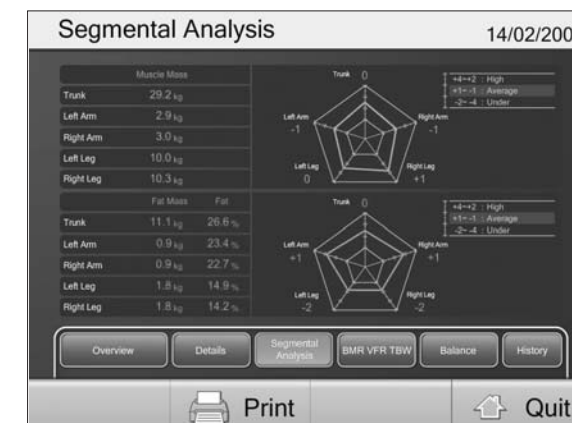 Segmental Analysis 14/02/200
Muscle Mass
Trunk 29.2 kg
Left Arm 2.9 kg
Right Arm 3.0 kg
Left Leg 10.0 kg
Right Leg 10.3 kg
Trunk 0
Left Arm -1
Right Arm -1
Left Leg 0
Right Leg +1
+4~+2 : High
+1~ -1 : Average
-2~ -4 : Under
Fat Mass Fat
Trunk 11.1 kg 26.6 %
Left Arm 0.9 kg 23.4 %
Right Arm 0.9 kg 22.7 %
Left Leg 1.8 kg 14.9 %
Right Leg 1.8 kg 14.2 %
Trunk 0
Left Arm +1
Right Arm +1
Left Leg -2
Right Leg -2
+4~+2 : High
+1~ -1 : Average
-2~ -4 : Under
Overview Details Segmental Analysis BMR VFR TBW Balance History
Print Quit